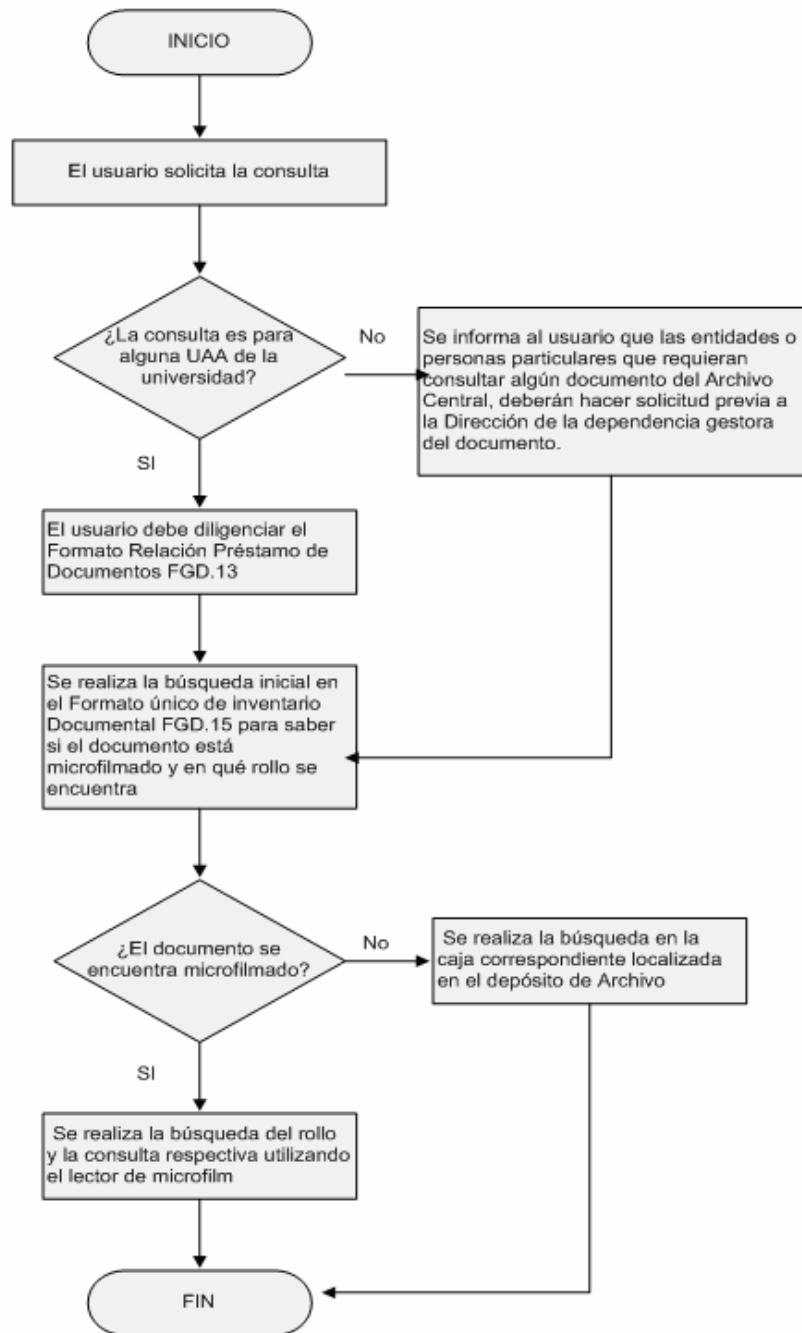 INICIO
El usuario solicita la consulta
¿La consulta es para
alguna UAA de la
universidad?
No
Se informa al usuario que las entidades o
personas particulares que requieran
consultar algún documento del Archivo
Central, deberán hacer solicitud previa a
la Dirección de la dependencia gestora
del documento.
SI
El usuario debe diligenciar el
Formato Relación Préstamo de
Documentos FGD.13
Se realiza la búsqueda inicial en
el Formato único de inventario
Documental FGD.15 para saber
si el documento está
microfilmado y en qué rollo se
encuentra
¿El documento se
encuentra microfilmado?
No
Se realiza la búsqueda en la
caja correspondiente localizada
en el depósito de Archivo
SI
Se realiza la búsqueda del rollo
y la consulta respectiva utilizando
el lector de microfilm
FIN